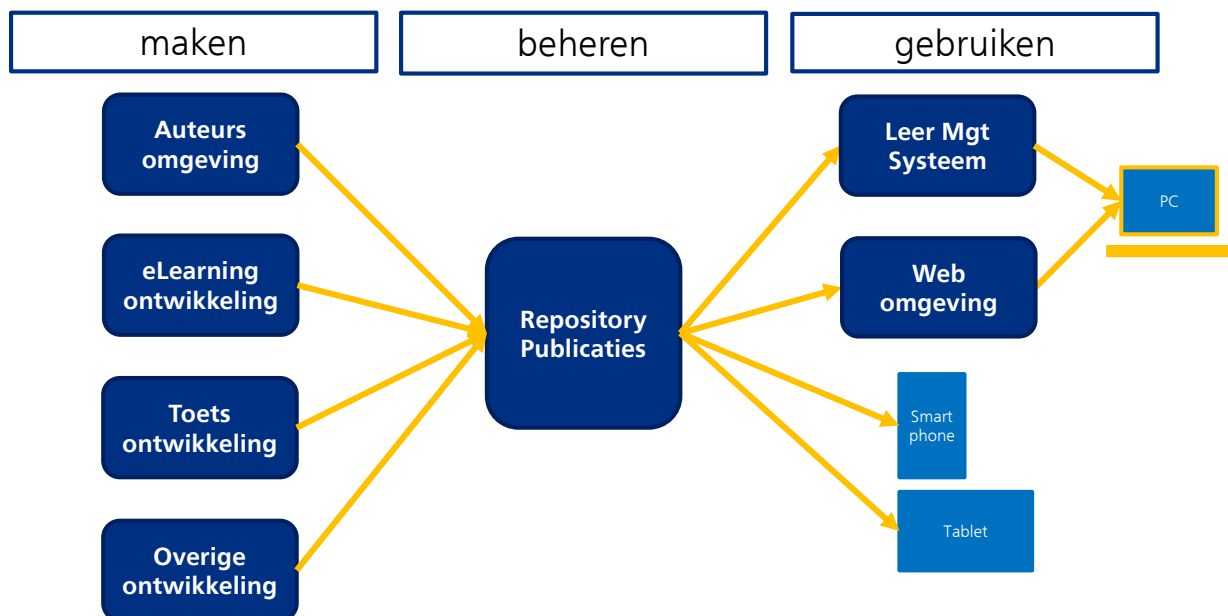 maken
beheren
gebruiken
Auteurs
omgeving
eLearning
ontwikkeling
Toets
ontwikkeling
Overige
ontwikkeling
Repository
Publicaties
Leer Mgt
Systeem
Web
omgeving
PC
Smart
phone
Tablet